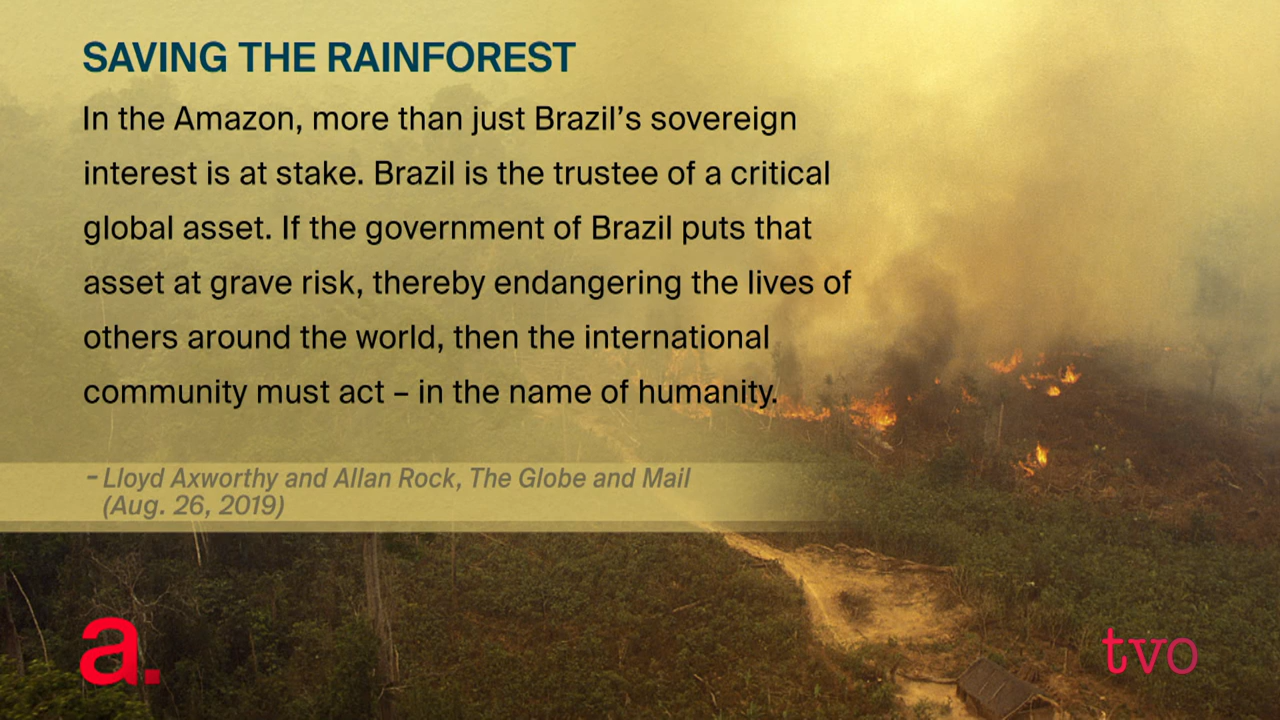 SAVING THE RAINFOREST
In the Amazon, more than just Brazil’s sovereign
interest is at stake. Brazil is the trustee of a critical
global asset. If the government of Brazil puts that
asset at grave risk, thereby endangering the lives of
others around the world, then the international
community must act – in the name of humanity.
– Lloyd Axworthy and Allan Rock, The Globe and Mail
(Aug. 26, 2019)
a.
tvo